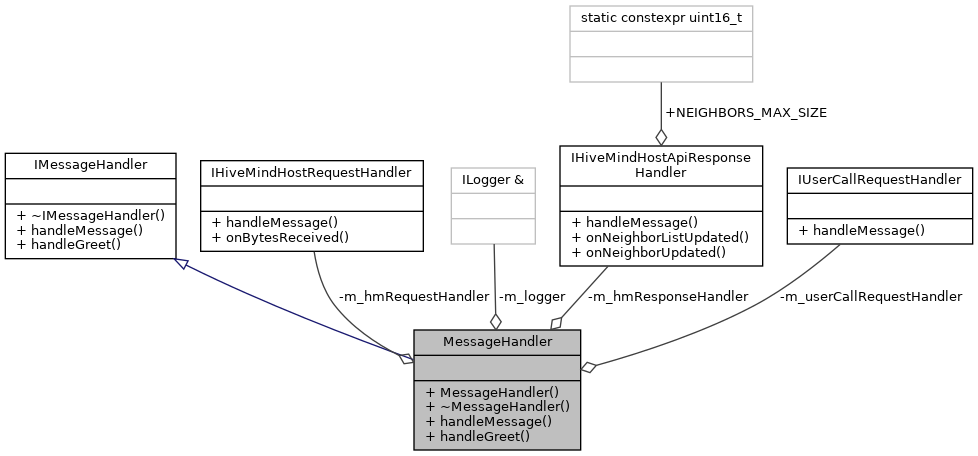 static constexpr uint16_t
+NEIGHBORS_MAX_SIZE
IMessageHandler
+ ~IMessageHandler()
+ handleMessage()
+ handleGreet()
IHiveMindHostRequestHandler
+ handleMessage()
+ onBytesReceived()
ILogger &
IHiveMindHostApiResponse
Handler
+ handleMessage()
+ onNeighborListUpdated()
+ onNeighborUpdated()
IUserCallRequestHandler
+ handleMessage()
-m_hmRequestHandler
-m_logger
-m_hmResponseHandler
-m_userCallRequestHandler
MessageHandler
+ MessageHandler()
+ ~MessageHandler()
+ handleMessage()
+ handleGreet()